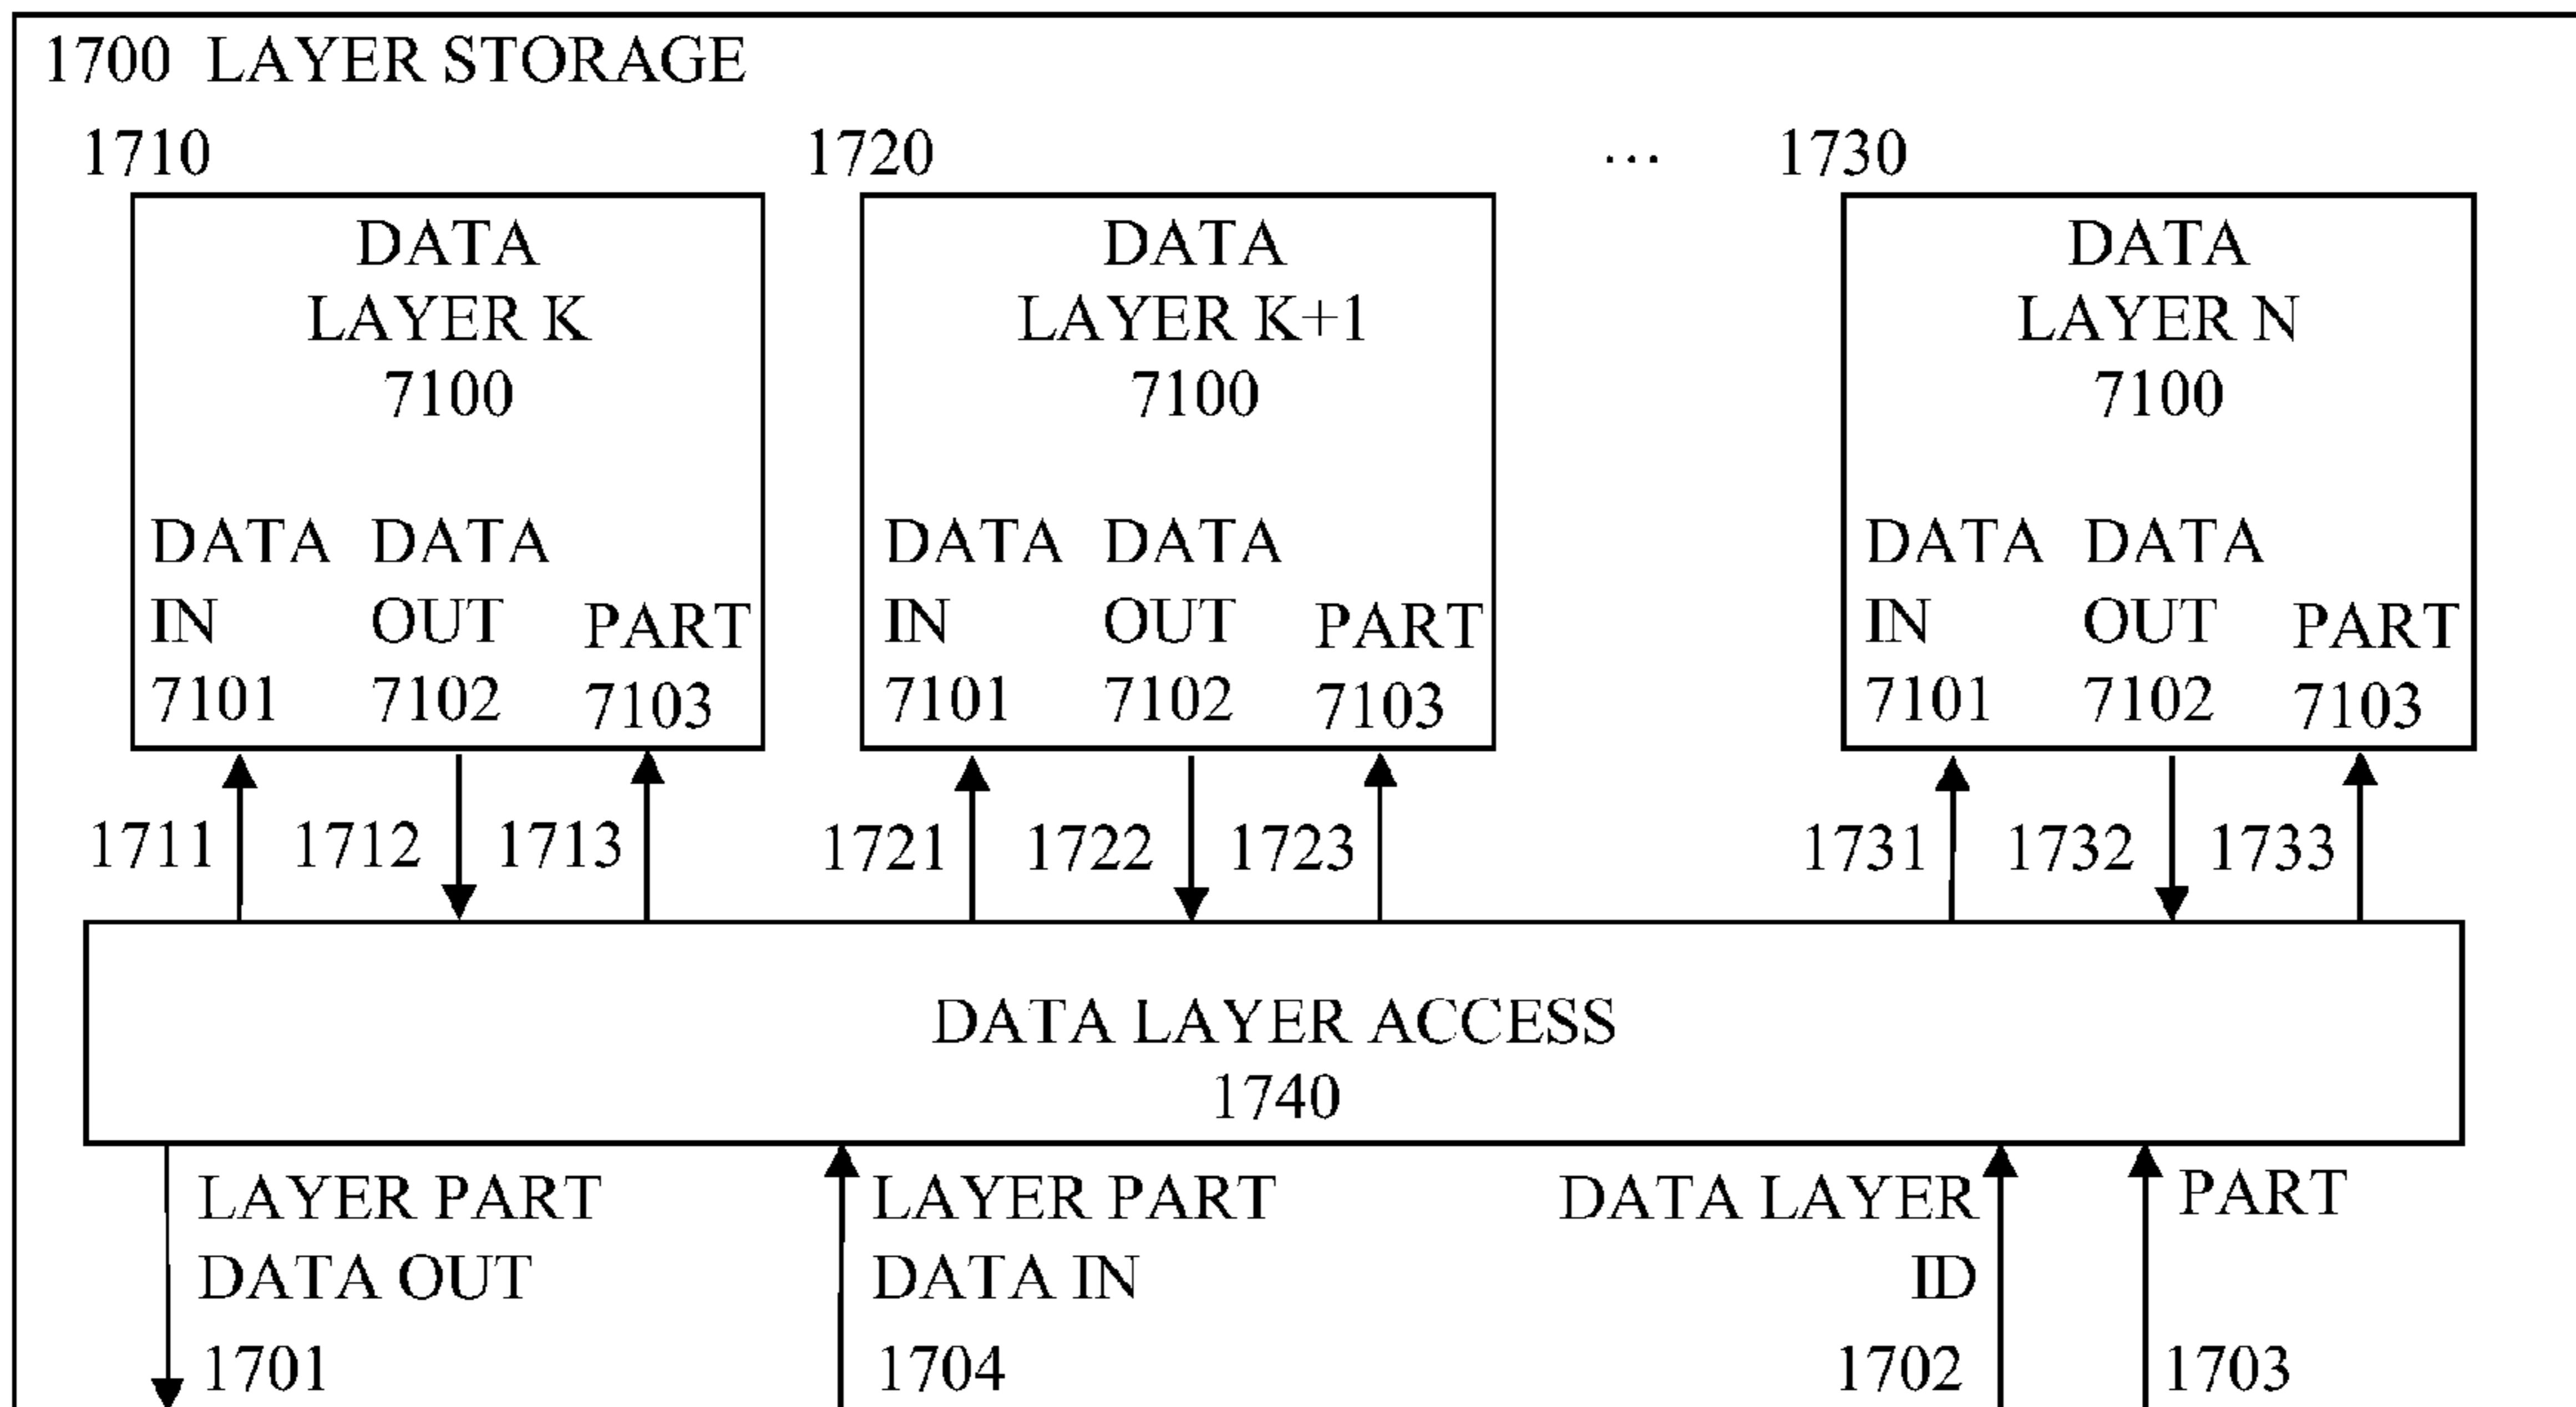 1700 LAYER STORAGE
1710
1720
...
1730
DATA
LAYER K
7100
DATA
IN
7101
DATA
OUT
7102
PART
7103
DATA
LAYER K+1
7100
DATA
IN
7101
DATA
OUT
7102
PART
7103
DATA
LAYER N
7100
DATA
IN
7101
DATA
OUT
7102
PART
7103
1711
1712
1713
1721
1722
1723
1731
1732
1733
DATA LAYER ACCESS
1740
LAYER PART
DATA OUT
1701
LAYER PART
DATA IN
1704
DATA LAYER
ID
1702
PART
1703